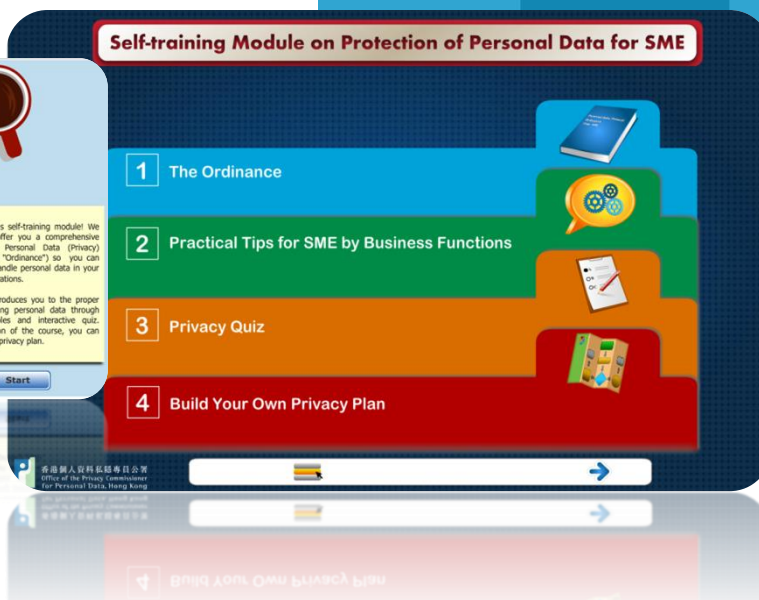 Self-training Module on Protection of Personal Data for SME
1 The Ordinance
2 Practical Tips for SME by Business Functions
3 Privacy Quiz
4 Build Your Own Privacy Plan
s self-training module! We
ffer you a comprehensive
Personal Data (Privacy)
"Ordinance") so you can
andle personal data in your
ations.
roduces you to the proper
ing personal data through
les and interactive quiz.
n of the course, you can
privacy plan.
Start
香港個人資料私隱專員公署
Office of the Privacy Commissioner
for Personal Data, Hong Kong